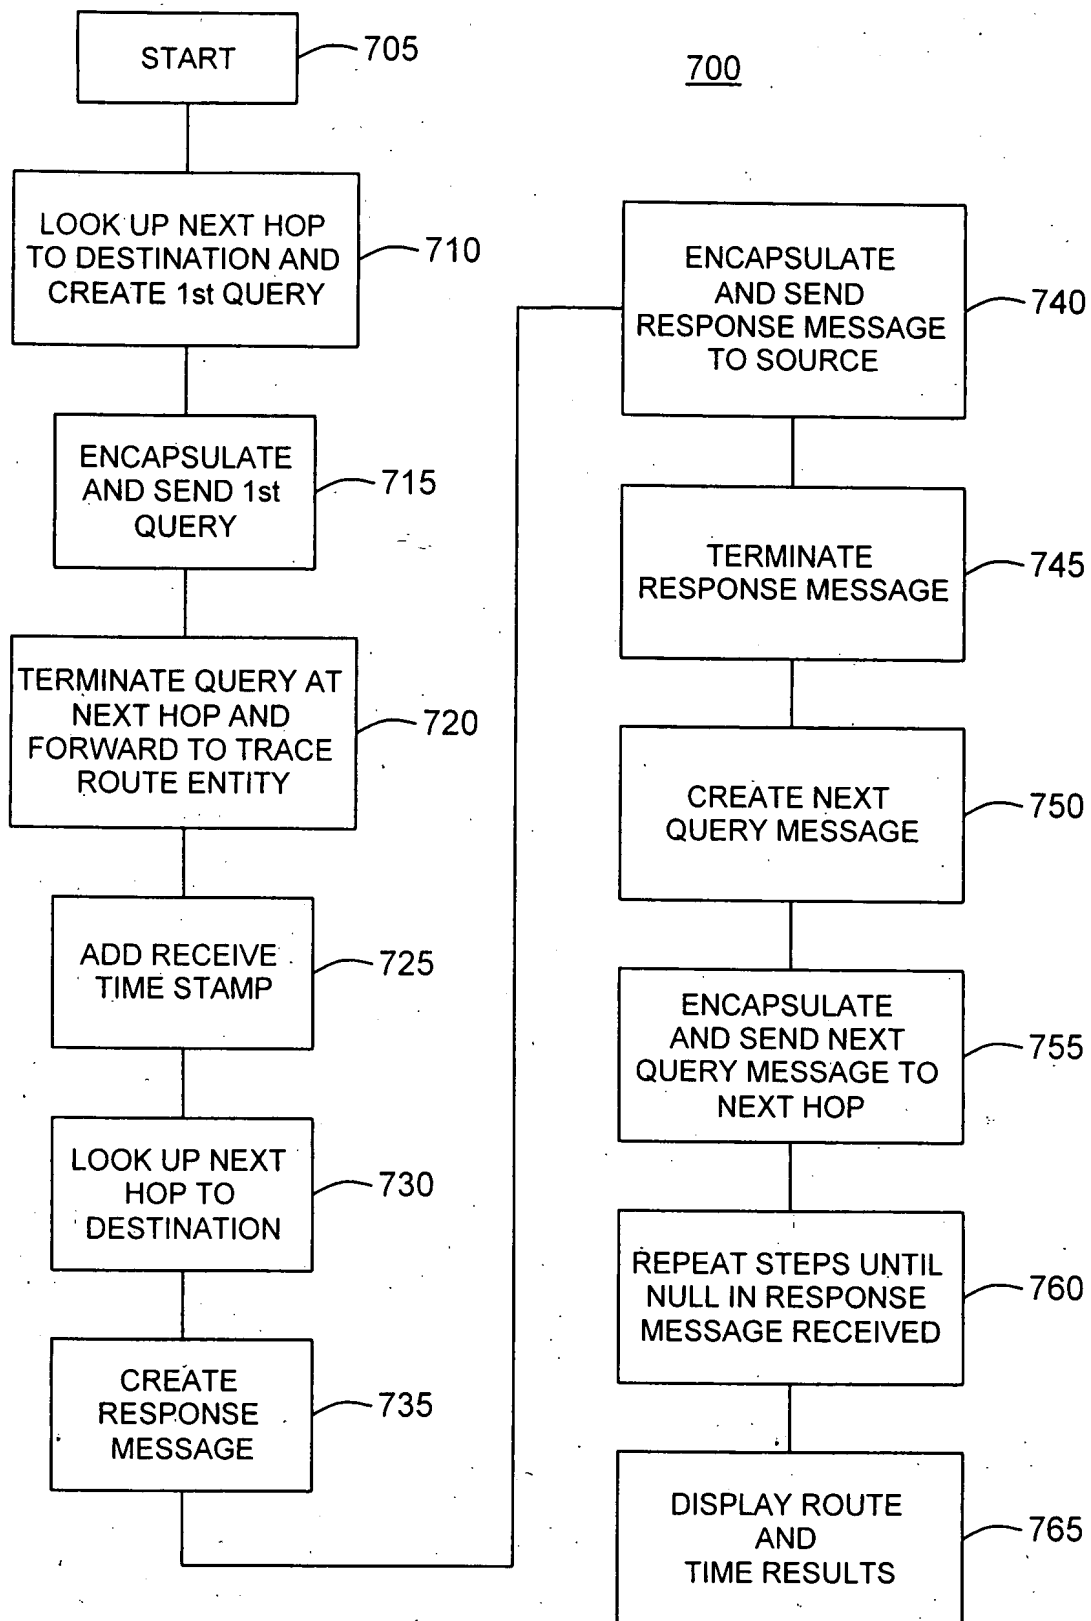 START
705
700
LOOK UP NEXT HOP
TO DESTINATION AND
CREATE 1st QUERY
710
ENCAPSULATE
AND SEND 1st
QUERY
715
TERMINATE QUERY AT
NEXT HOP AND
FORWARD TO TRACE
ROUTE ENTITY
720
ADD RECEIVE
TIME STAMP
725
LOOK UP NEXT
HOP TO
DESTINATION
730
CREATE
RESPONSE
MESSAGE
735
ENCAPSULATE
AND SEND
RESPONSE MESSAGE
TO SOURCE
740
TERMINATE
RESPONSE MESSAGE
745
CREATE NEXT
QUERY MESSAGE
750
ENCAPSULATE
AND SEND NEXT
QUERY MESSAGE TO
NEXT HOP
755
REPEAT STEPS UNTIL
NULL IN RESPONSE
MESSAGE RECEIVED
760
DISPLAY ROUTE
AND
TIME RESULTS
765